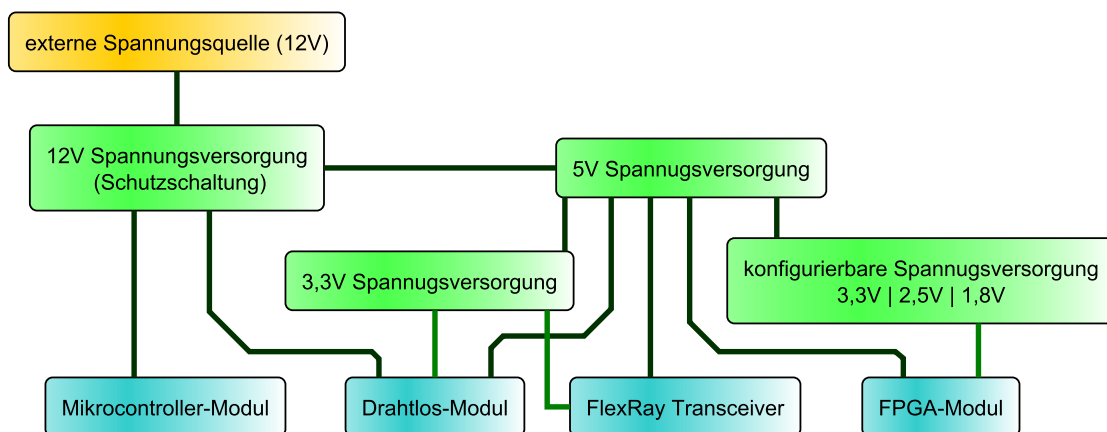 externe Spannungsquelle (12V)
12V Spannungsversorgung
(Schutzschaltung)
5V Spannugsversorgung
3,3V Spannugsversorgung
konfigurierbare Spannugsversorgung
3,3V | 2,5V | 1,8V
Mikrocontroller-Modul
Drahtlos-Modul
FlexRay Transceiver
FPGA-Modul